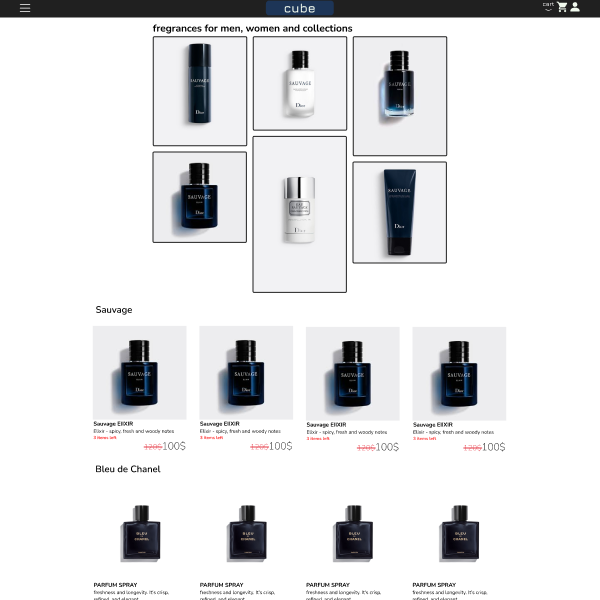 cart
cube
fregrances for men, women and collections
SAUVAGE
Dior
SAUVAGE
Dior
SAUVAGE
Dior
SAUVAGE
Dior
SAUVAGE
Dior
Sauvage
SAUVAGE
Dior
SAUVAGE
Dior
SAUVAGE
Dior
SAUVAGE
Dior
Sauvage ElIXIR
Elixir - spicy, fresh and woody notes
3 items left
120$ 100$
Sauvage ElIXIR
Elixir - spicy, fresh and woody notes
3 items left
120$ 100$
Sauvage ElIXIR
Elixir - spicy, fresh and woody notes
3 items left
120$ 100$
Sauvage ElIXIR
Elixir - spicy, fresh and woody notes
3 items left
120$ 100$
Bleu de Chanel
BLEU
CHANEL
BLEU
CHANEL
BLEU
CHANEL
BLEU
CHANEL
PARFUM SPRAY
freshness and longevity. It's crisp,
refined, and elegant
PARFUM SPRAY
freshness and longevity. It's crisp,
refined, and elegant
PARFUM SPRAY
freshness and longevity. It's crisp,
refined, and elegant
PARFUM SPRAY
freshness and longevity. It's crisp,
refined, and elegant